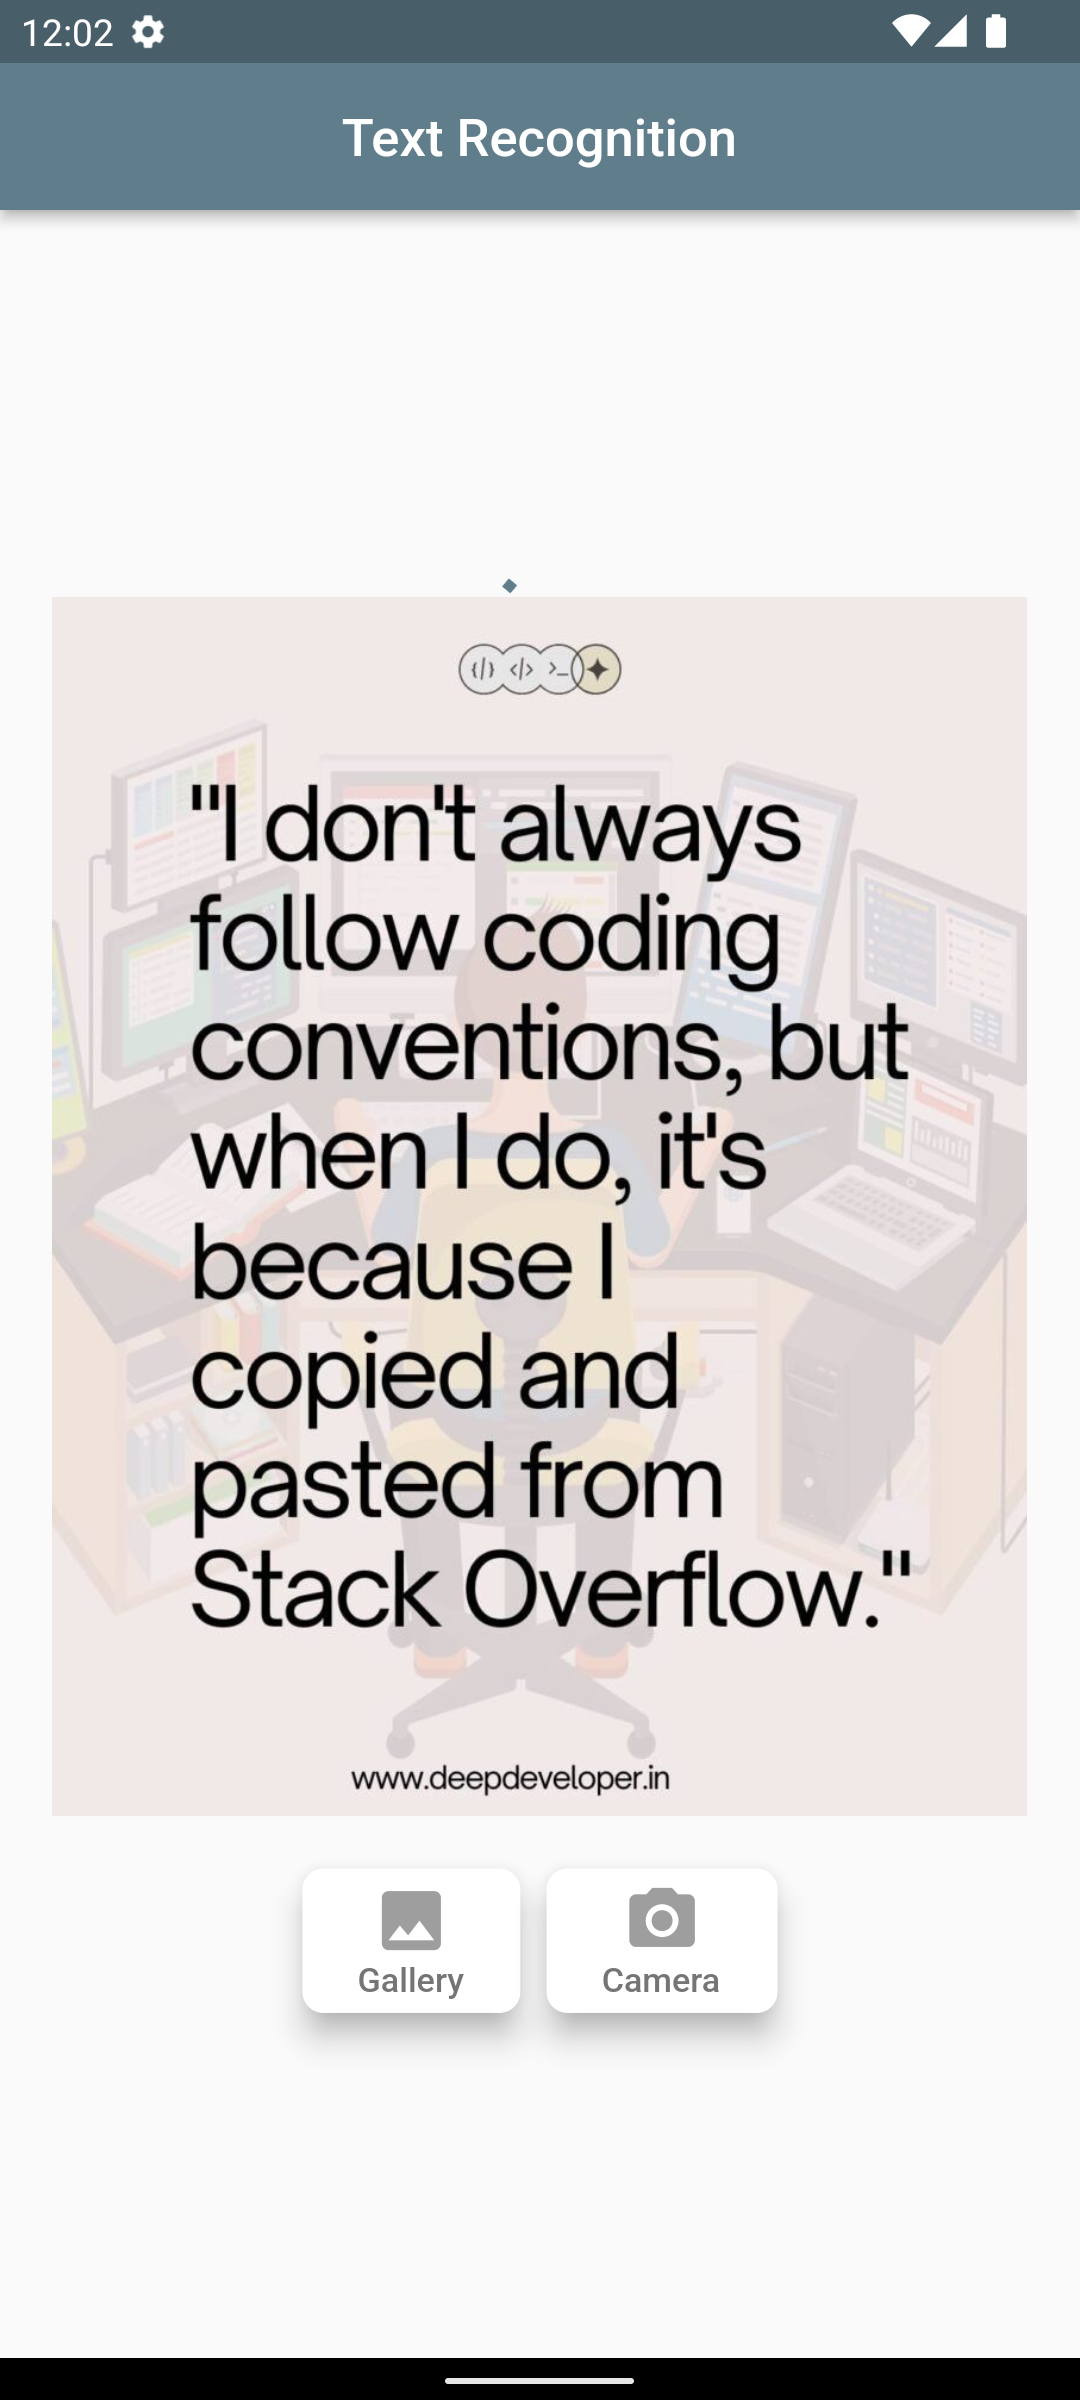 12:02
Text Recognition
{/} </> >_
"I don't always
follow coding
conventions, but
when I do, it's
because I
copied and
pasted from
Stack Overflow."
www.deepdeveloper.in
Gallery Camera